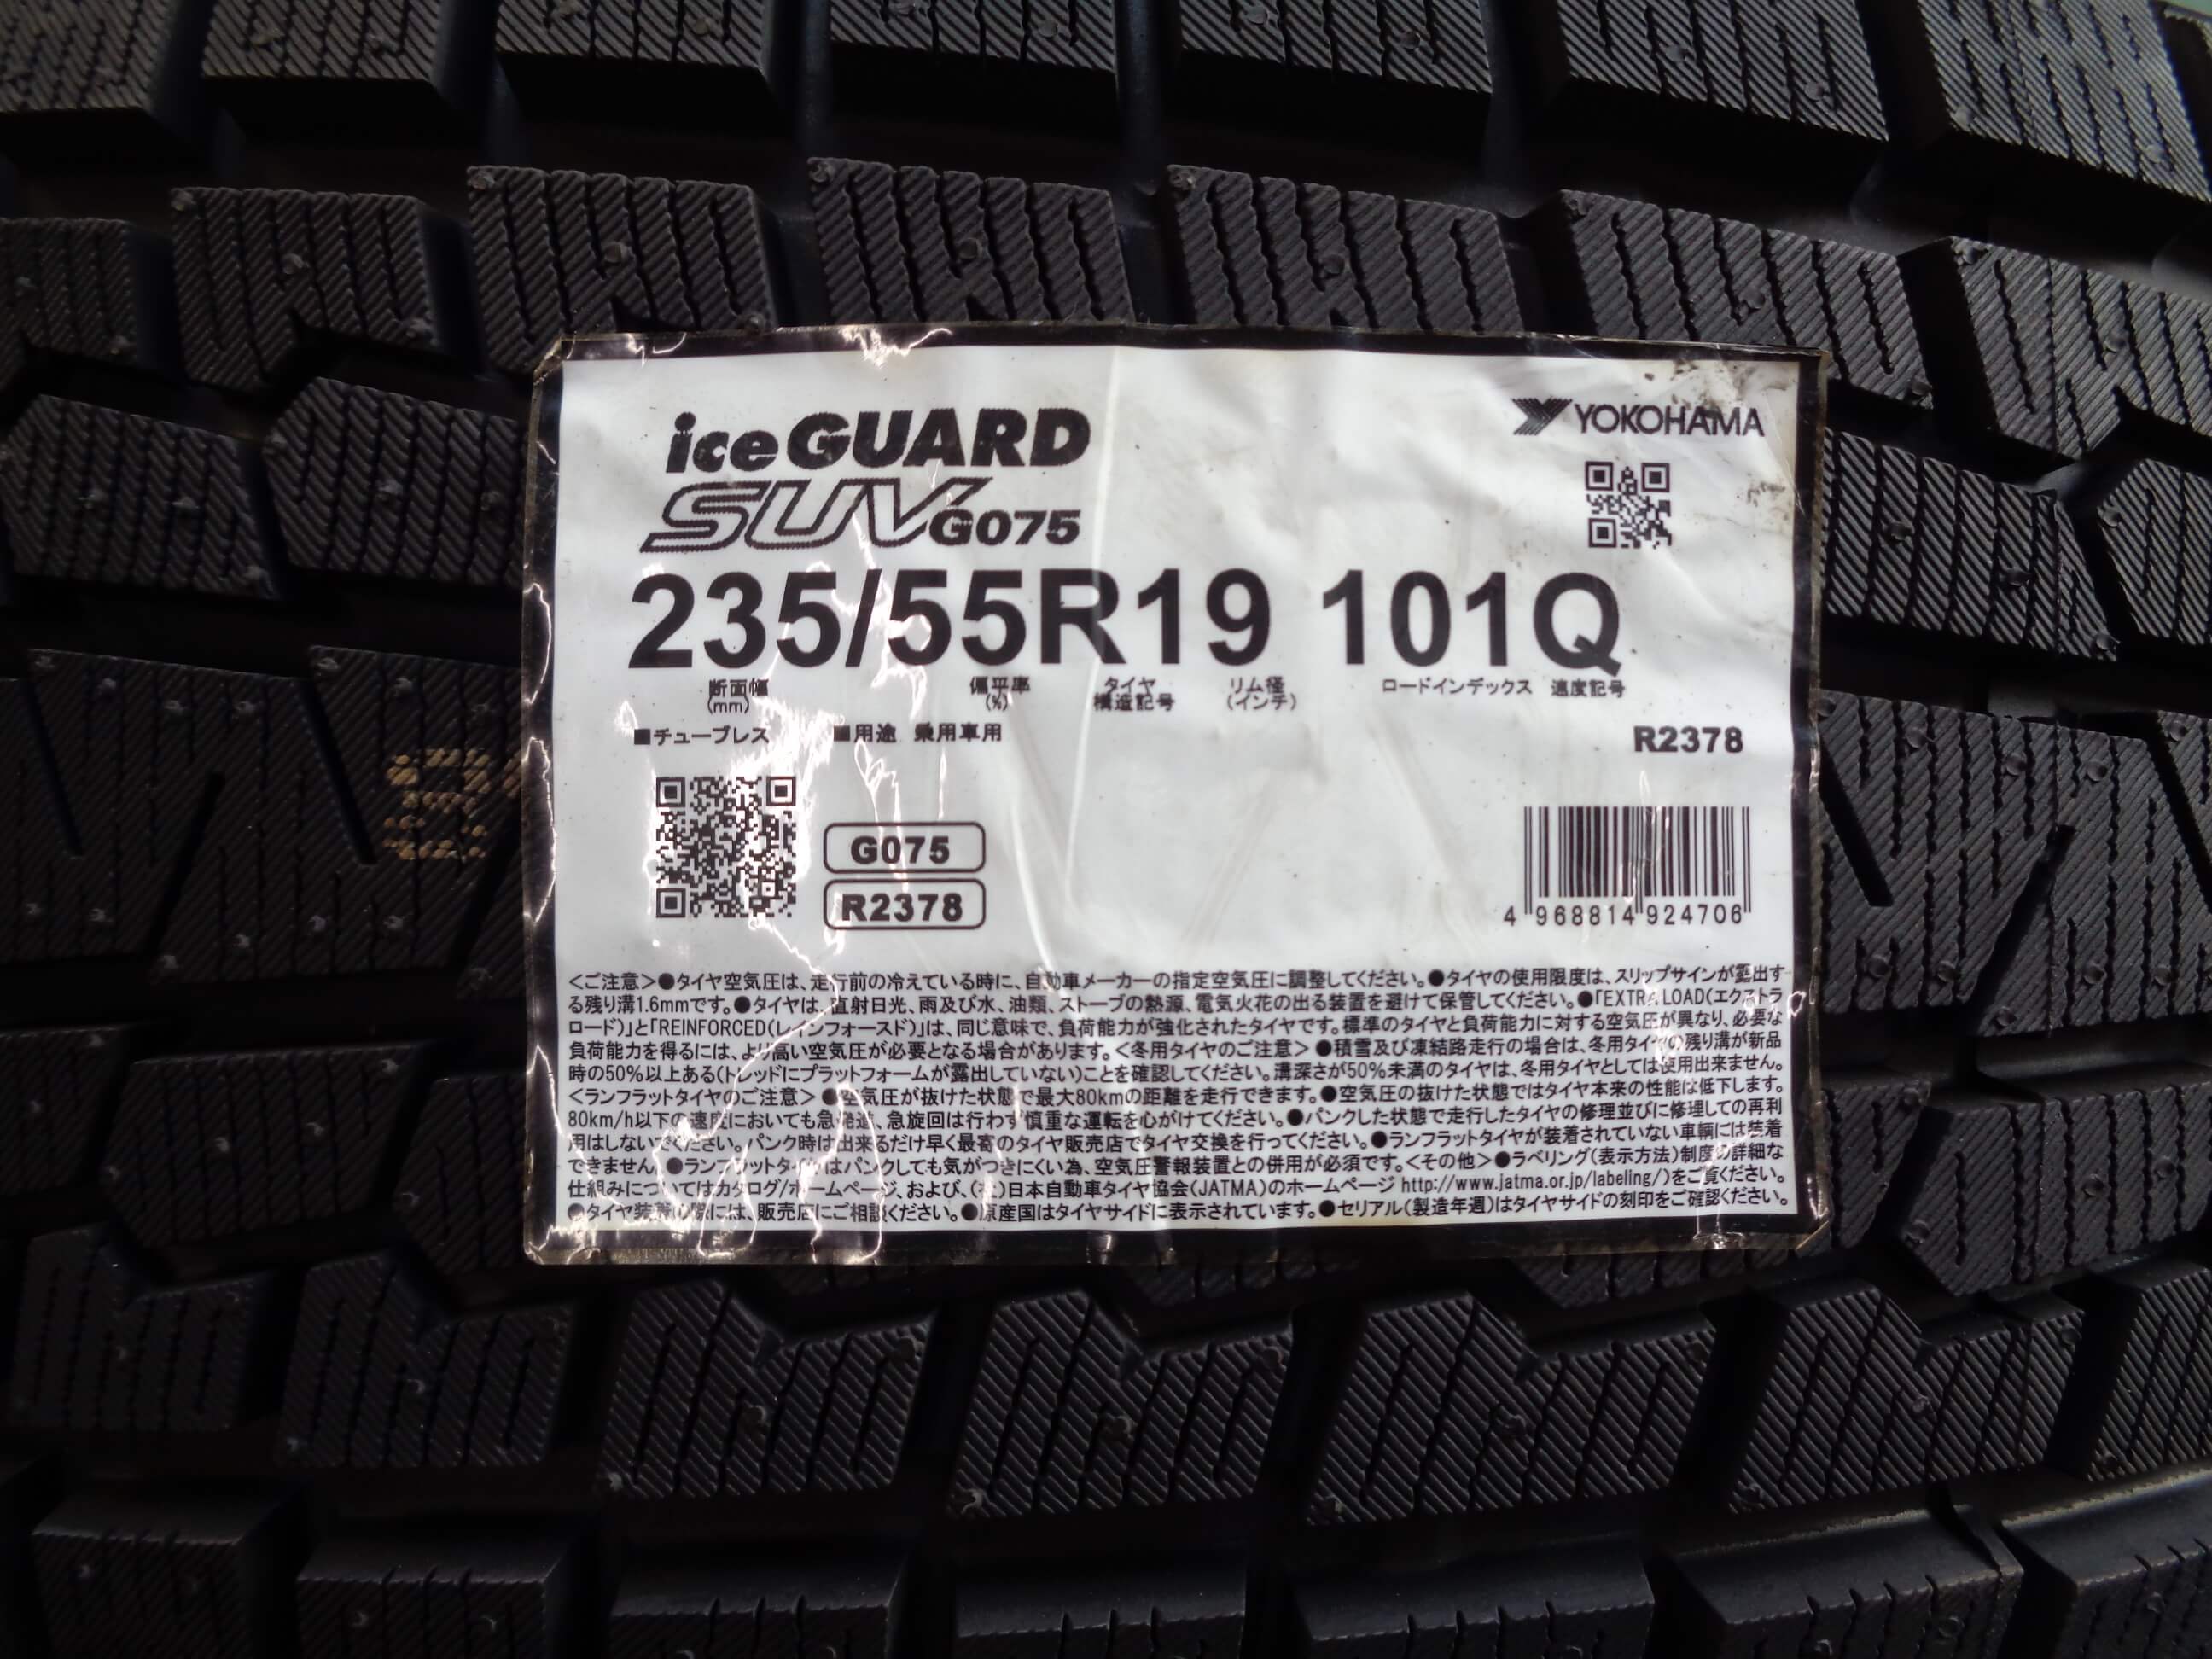 iceGUARD
SUV G075
YOKOHAMA
235/55R19 101Q
断面幅 偏平率 タイヤ リム径 ロードインデックス 速度記号
(mm) (%) 構造記号 (インチ)
■チューブレス ■用途 乗用車用 R2378
G075
R2378
4 968814 924706
<ご注意>●タイヤ空気圧は、走行前の冷えている時に、自動車メーカーの指定空気圧に調整してください。●タイヤの使用限度は、スリップサインが露出す
る残り溝1.6mmです。●タイヤは、直射日光、雨及び水、油類、ストーブの熱源、電気火花の出る装置を避けて保管してください。●「EXTRA LOAD(エクストラ
ロード)」と「REINFORCED(レインフォースド)」は、同じ意味で、負荷能力が強化されたタイヤです。標準のタイヤと負荷能力に対する空気圧が異なり、必要な
負荷能力を得るには、より高い空気圧が必要となる場合があります。<冬用タイヤのご注意>●積雪及び凍結路走行の場合は、冬用タイヤの残り溝が新品
時の50%以上ある(トレッドにプラットフォームが露出していない)ことを確認してください。溝深さが50%未満のタイヤは、冬用タイヤとしては使用出来ません。
<ランフラットタイヤのご注意>●空気圧が抜けた状態で最大80kmの距離を走行できます。●空気圧の抜けた状態ではタイヤ本来の性能は低下します。
80km/h以下の速度においても急発進、急旋回は行わず慎重な運転を心がけてください。●パンクした状態で走行したタイヤの修理並びに修理しての再利
用はしないでください。パンク時は出来るだけ早く最寄のタイヤ販売店でタイヤ交換を行ってください。●ランフラットタイヤが装着されていない車輌には装着
できません。●ランフラットタイヤはパンクしても気がつきにくい為、空気圧警報装置との併用が必須です。<その他>●ラベリング(表示方法)制度の詳細な
仕組みについてはカタログ/ホームページ、および、(社)日本自動車タイヤ協会(JATMA)のホームページ http://www.jatma.or.jp/labeling/)をご覧ください。
●タイヤ装着の際には、販売店にご相談ください。●原産国はタイヤサイドに表示されています。●セリアル(製造年週)はタイヤサイドの刻印をご確認ください。